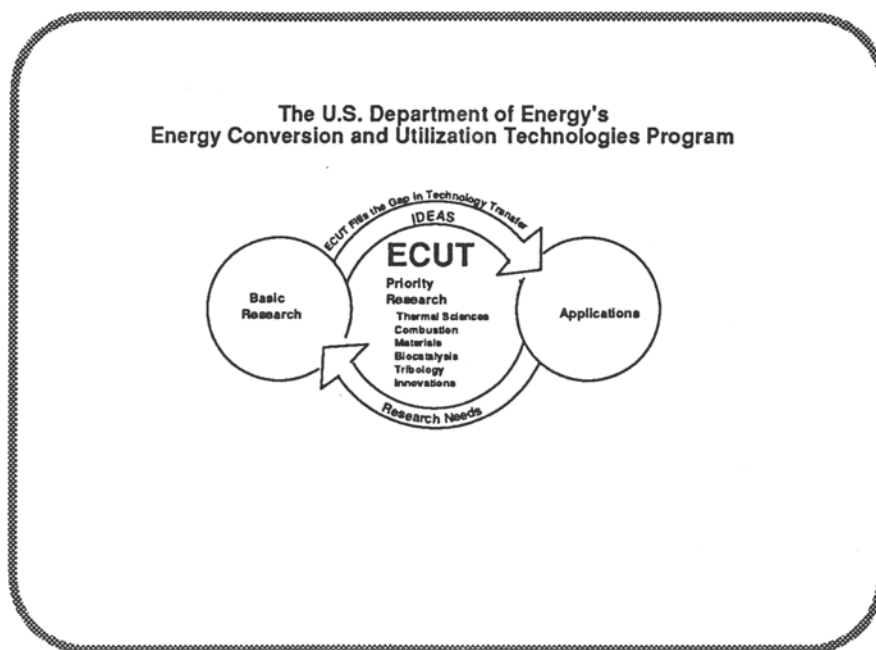 The U.S. Department of Energy's
Energy Conversion and Utilization Technologies Program
ECUT Fills the Gap in Technology Transfer
IDEAS
ECUT
Priority
Research
Thermal Sciences
Combustion
Materials
Biocatalysis
Tribology
Innovations
Basic
Research
Applications
Research Needs